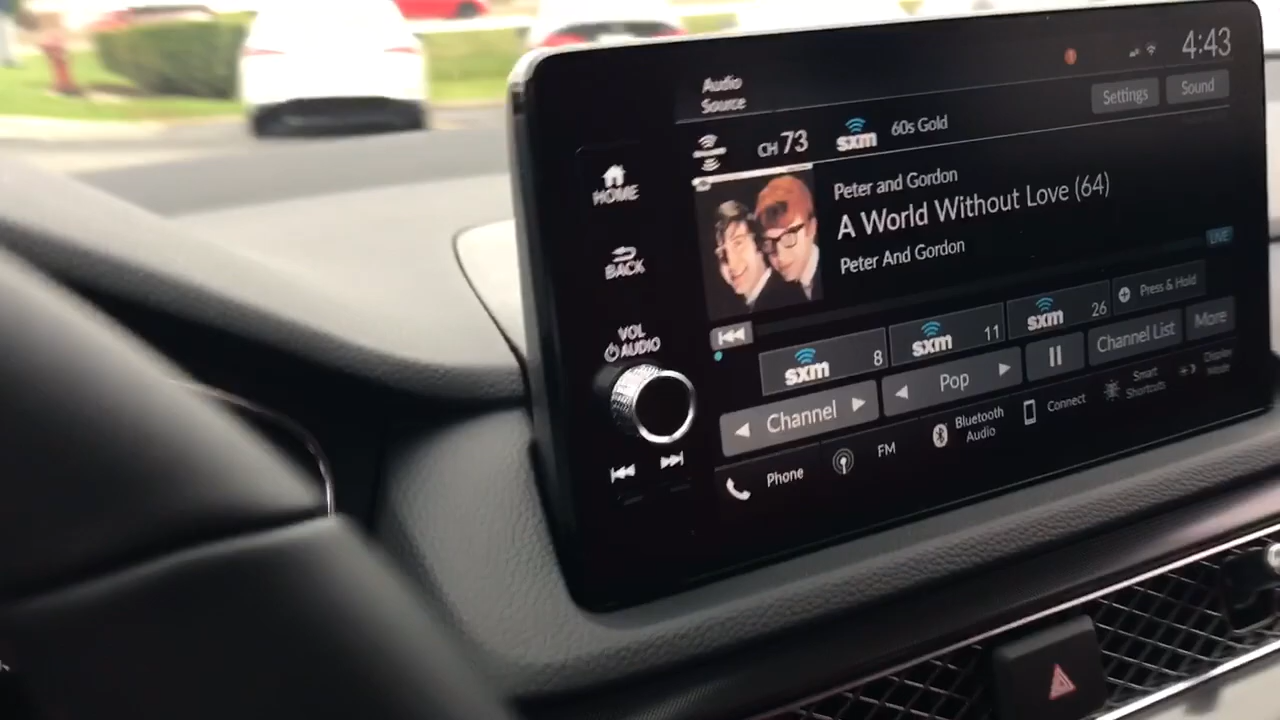 4:43
Audio
Source
Settings
Sound
CH 73
sxm
60s Gold
HOME
Peter and Gordon
A World Without Love (64)
Peter And Gordon
BACK
LIVE
VOL
AUDIO
sxm 8
sxm 11
sxm 26
Press & Hold
Channel
Pop
Channel List
More
Phone
FM
Bluetooth
Audio
Connect
Smart
Shortcuts
Display
Mode